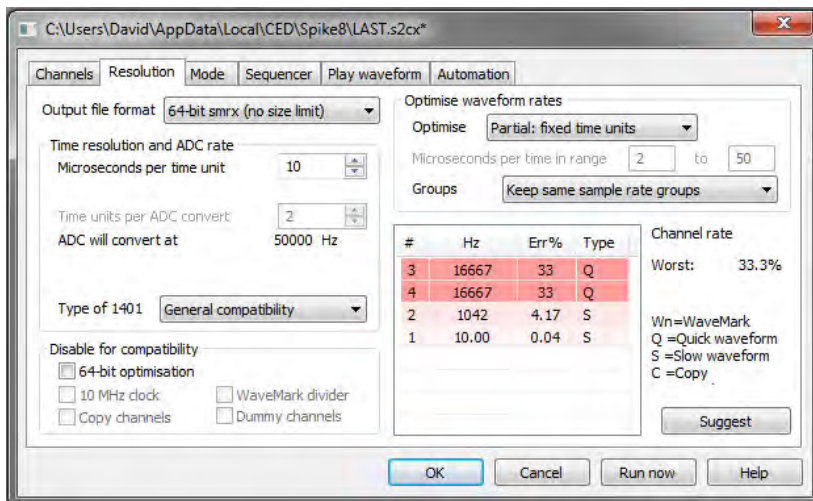 C:\Users\David\AppData\Local\CED\Spike8\LAST.s2cx*
Channels Resolution Mode Sequencer Play waveform Automation
Output file format 64-bit smrx (no size limit)
Time resolution and ADC rate
Microseconds per time unit 10
Time units per ADC convert 2
ADC will convert at 50000 Hz
Type of 1401 General compatibility
Disable for compatibility
64-bit optimisation
10 MHz clock WaveMark divider
Copy channels Dummy channels
Optimise waveform rates
Optimise Partial: fixed time units
Microseconds per time in range 2 to 50
Groups Keep same sample rate groups
# Hz Err% Type
3 16667 33 Q
4 16667 33 Q
2 1042 4.17 S
1 10.00 0.04 S
Channel rate
Worst: 33.3%
Wn=WaveMark
Q =Quick waveform
S =Slow waveform
C =Copy
Suggest
OK Cancel Run now Help